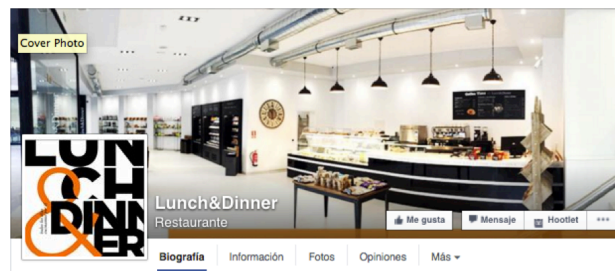 Cover Photo
LUN
CH
&
DINN
ER
Lunch&Dinner
Restaurante
Me gusta
Mensaje
Hootlet
Biografía
Información
Fotos
Opiniones
Más